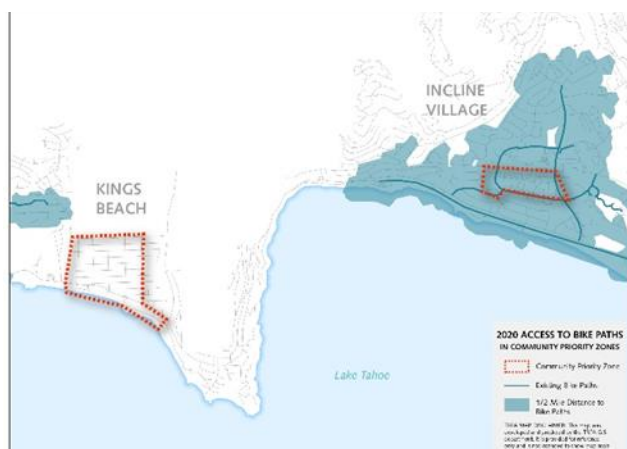 INCLINE
VILLAGE
KINGS
BEACH
Lake Tahoe
2020 ACCESS TO BIKE PATHS
IN COMMUNITY PRIORITY ZONES
Community Priority Zone
Existing Bike Paths
1/2 Mile Distance to
Bike Paths